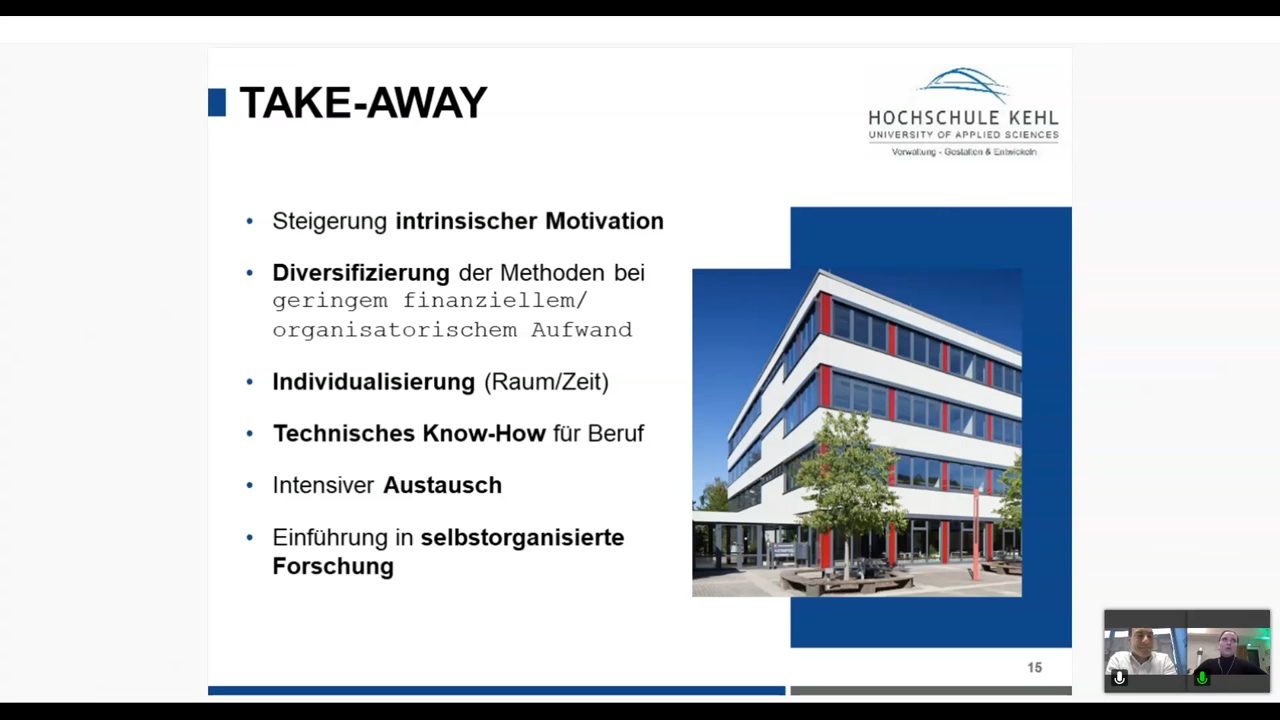 TAKE-AWAY
HOCHSCHULE KEHL
UNIVERSITY OF APPLIED SCIENCES
Verwaltung - Gestalten & Entwickeln
• Steigerung intrinsischer Motivation
• Diversifizierung der Methoden bei
geringem finanziellem/
organisatorischem Aufwand
• Individualisierung (Raum/Zeit)
• Technisches Know-How für Beruf
• Intensiver Austausch
• Einführung in selbstorganisierte
Forschung
15